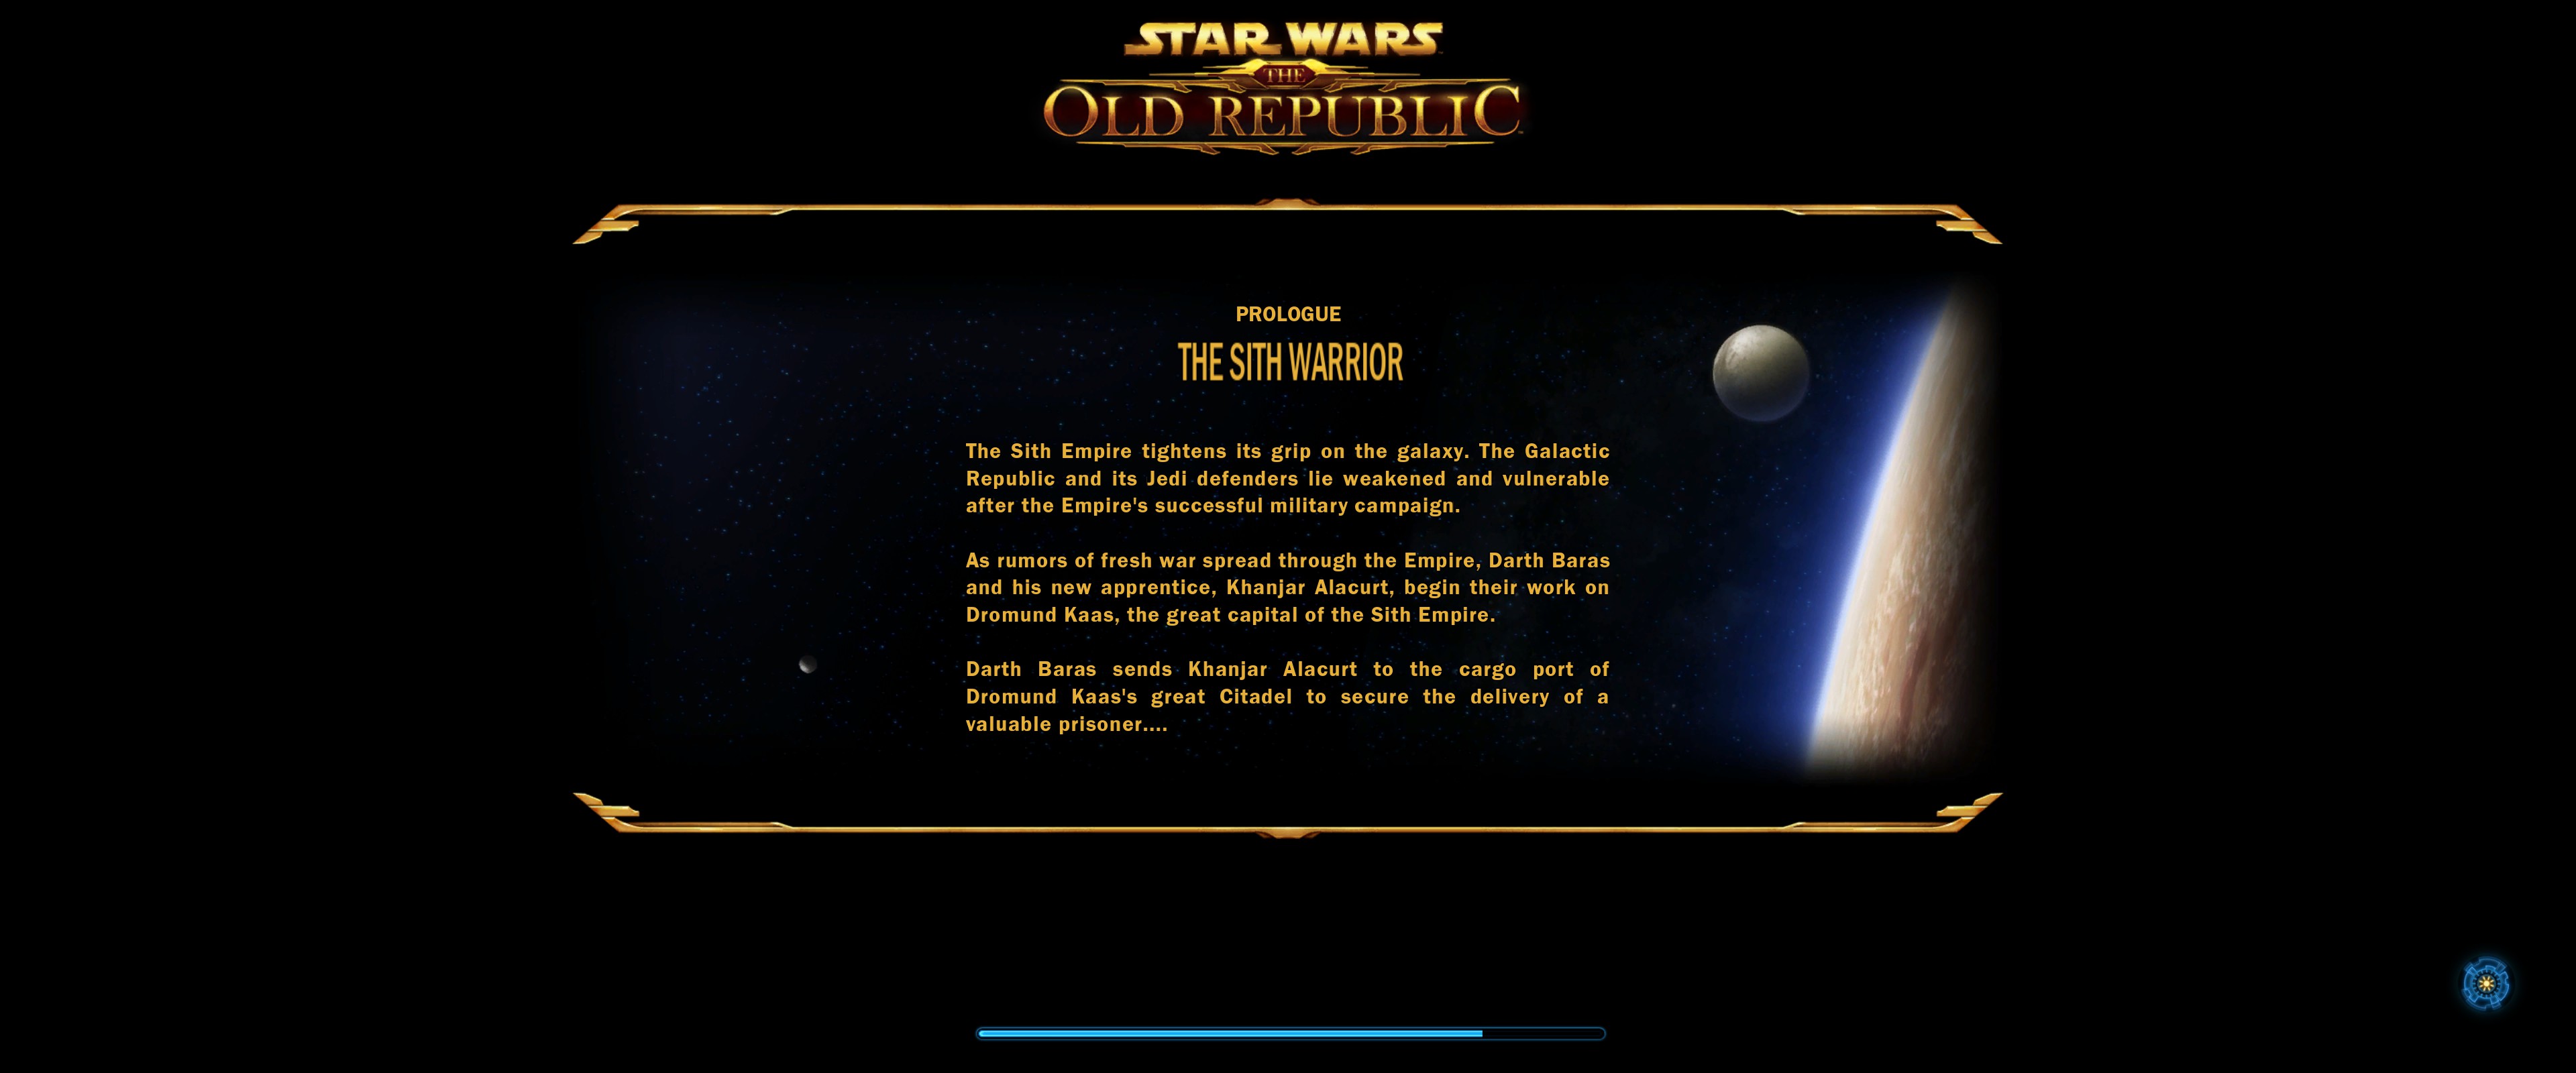 STAR WARS
THE
OLD REPUBLIC
PROLOGUE
THE SITH WARRIOR
The Sith Empire tightens its grip on the galaxy. The Galactic
Republic and its Jedi defenders lie weakened and vulnerable
after the Empire's successful military campaign.
As rumors of fresh war spread through the Empire, Darth Baras
and his new apprentice, Khanjar Alacurt, begin their work on
Dromund Kaas, the great capital of the Sith Empire.
Darth Baras sends Khanjar Alacurt to the cargo port of
Dromund Kaas's great Citadel to secure the delivery of a
valuable prisoner....